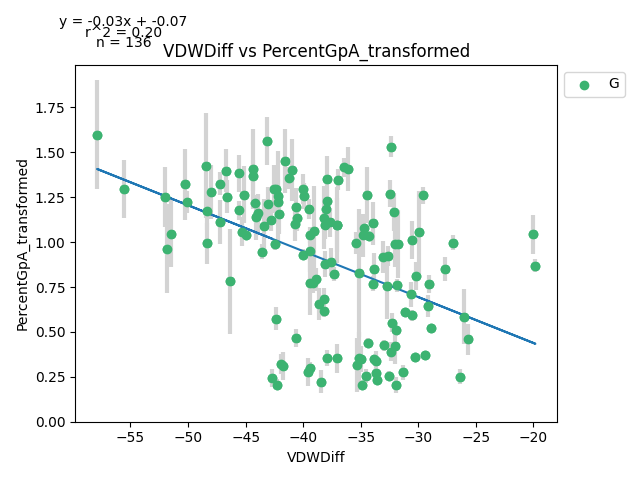 y = -0.03x + -0.07
r^2 = 0.20
n = 136
VDWDiff vs PercentGpA_transformed
G
PercentGpA_transformed
1.75
1.50
1.25
1.00
0.75
0.50
0.25
0.00
−55 −50 −45 −40 −35 −30 −25 −20
VDWDiff